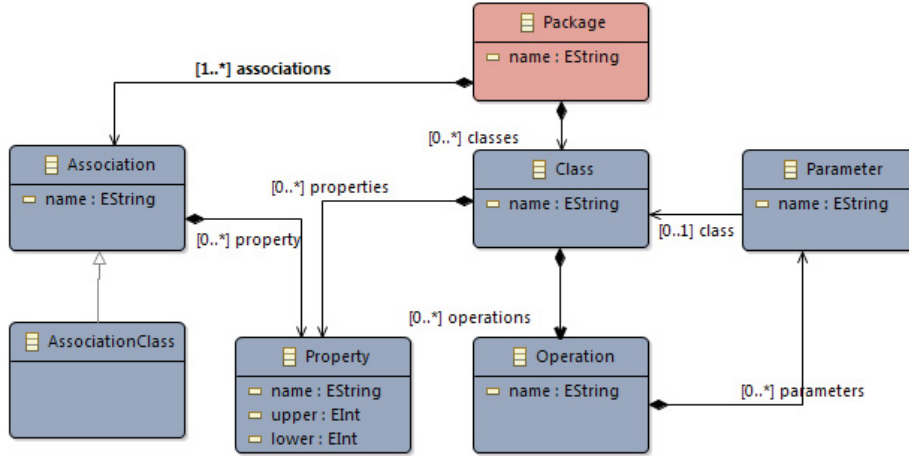 Package
name : EString
[1..*] associations
[0..*] classes
Association
name : EString
[0..*] properties
Class
name : EString
Parameter
name : EString
[0..*] property
[0..1] class
[0..*] operations
AssociationClass
Property
name : EString
upper : EInt
lower : EInt
Operation
name : EString
[0..*] parameters